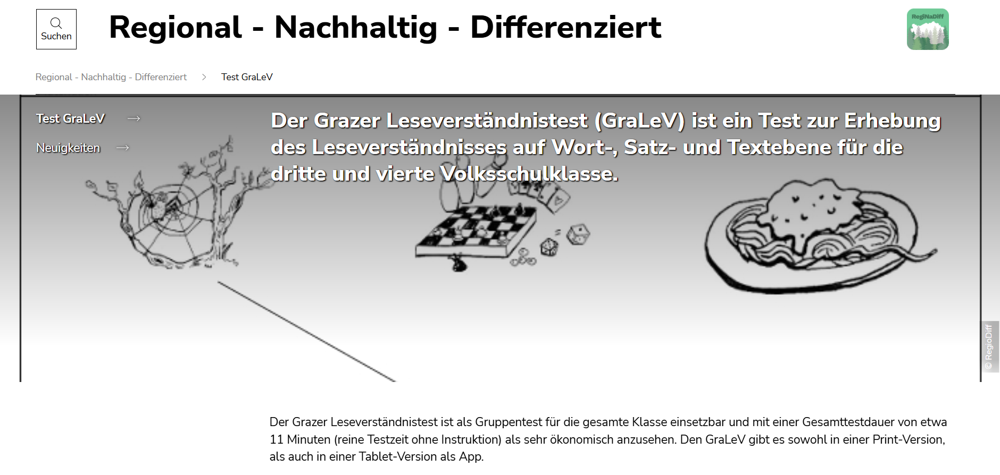 Suchen
Regional - Nachhaltig - Differenziert
RegiNaDiff
Regional - Nachhaltig - Differenziert
Test GraLeV
Test GraLeV
Neuigkeiten
Der Grazer Leseverständnistest (GraLeV) ist ein Test zur Erhebung
des Leseverständnisses auf Wort-, Satz- und Textebene für die
dritte und vierte Volksschulklasse.
© RegioDiff
Der Grazer Leseverständnistest ist als Gruppentest für die gesamte Klasse einsetzbar und mit einer Gesamttestdauer von etwa
11 Minuten (reine Testzeit ohne Instruktion) als sehr ökonomisch anzusehen. Den GraLeV gibt es sowohl in einer Print-Version,
als auch in einer Tablet-Version als App.